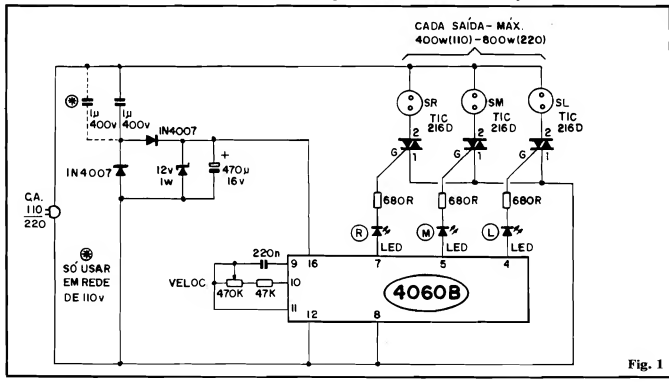 CADA SAÍDA-MÁX.
400w(110)-800w(220)
SR
SM
SL
TIC
216D
TIC
216D
TIC
216D
2
1
G
2
1
G
2
1
G
1µ
400v
1µ
400v
1N4007
1N4007
12v
1w
+
470µ
16v
C.A.
110
220
SÓ USAR
EM REDE
DE 110v
680R
680R
680R
R
M
L
LED
LED
LED
VELOC.
220n
470K
47K
9
16
10
11
12
8
7
5
4
4060B
Fig. 1